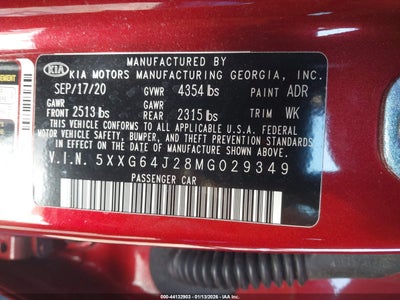 KIA
KIA MOTORS MANUFACTURING GEORGIA, INC.
SEP/17/20 GVWR 4354 lbs PAINT ADR
GAWR GAWR
FRONT 2513 lbs REAR 2315 lbs TRIM WK
THIS VEHICLE CONFORMS TO ALL APPLICABLE U.S.A. FEDERAL
MOTOR VEHICLE SAFETY, BUMPER, AND THEFT PREVENTION
STANDARDS IN EFFECT ON THE DATE OF MANUFACTURE SHOWN ABOVE.
V.I.N. 5XXG64J28MG029349
PASSENGER CAR
000-44132903 | 01/13/2026 | IAA Inc.